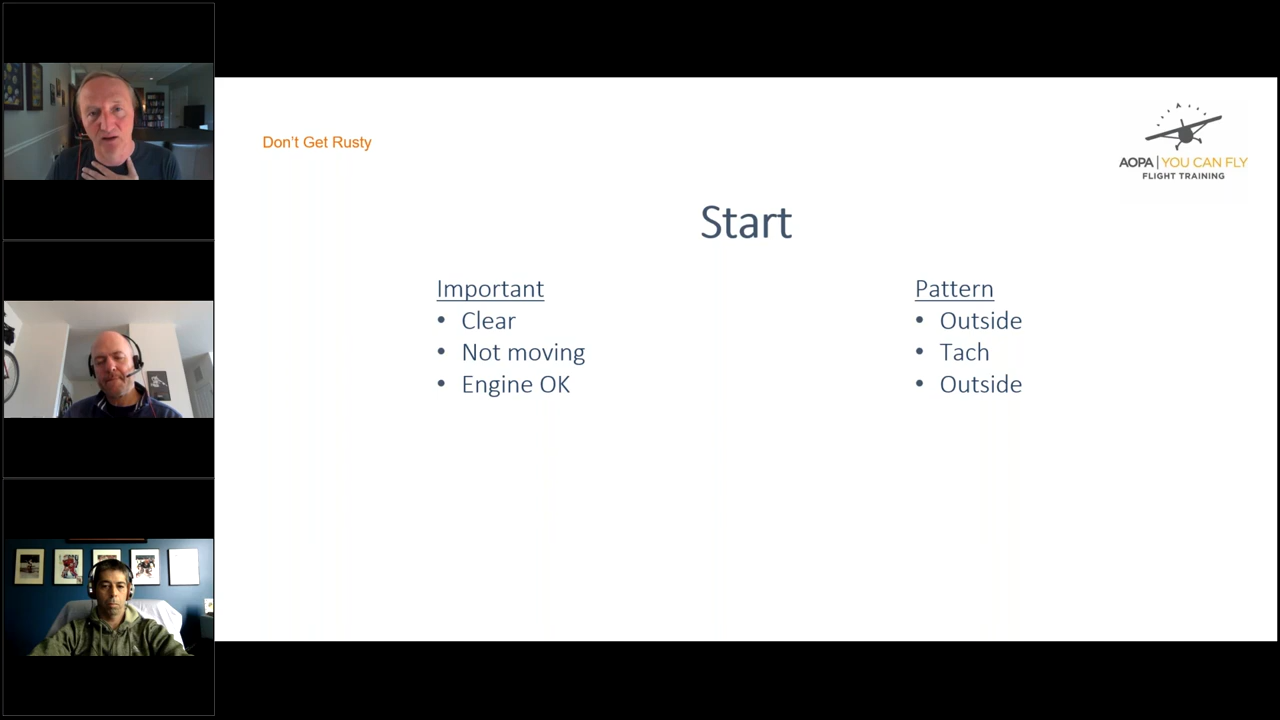 Don't Get Rusty
AOPA | YOU CAN FLY
FLIGHT TRAINING
Start
Important
• Clear
• Not moving
• Engine OK
Pattern
• Outside
• Tach
• Outside